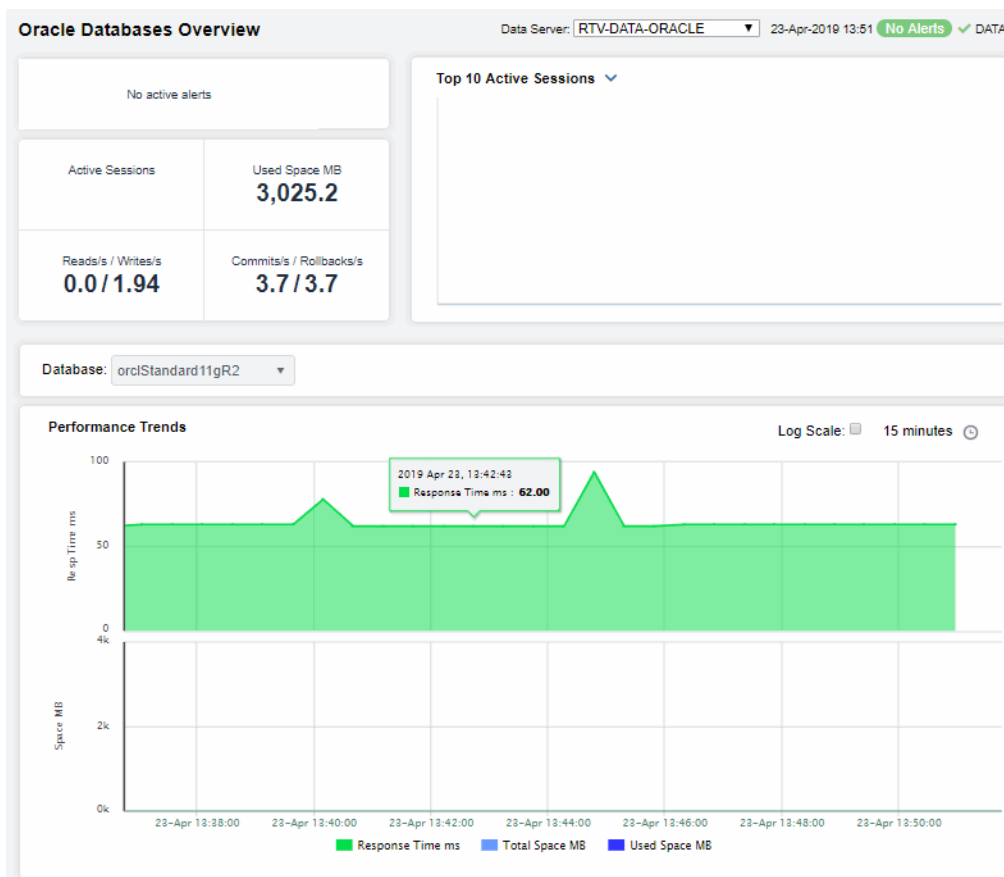 Oracle Databases Overview
Data Server: RTV-DATA-ORACLE 23-Apr-2019 13:51 No Alerts DATA
No active alerts
Top 10 Active Sessions
Active Sessions
Used Space MB
3,025.2
Reads/s / Writes/s
0.0 / 1.94
Commits/s / Rollbacks/s
3.7 / 3.7
Database: orclStandard11gR2
Performance Trends
Log Scale: 15 minutes
100
50
0
Resp Time ms
2019 Apr 23, 13:42:43
Response Time ms : 62.00
4k
2k
0k
Space MB
23-Apr 13:38:00 23-Apr 13:40:00 23-Apr 13:42:00 23-Apr 13:44:00 23-Apr 13:46:00 23-Apr 13:48:00 23-Apr 13:50:00
Response Time ms Total Space MB Used Space MB